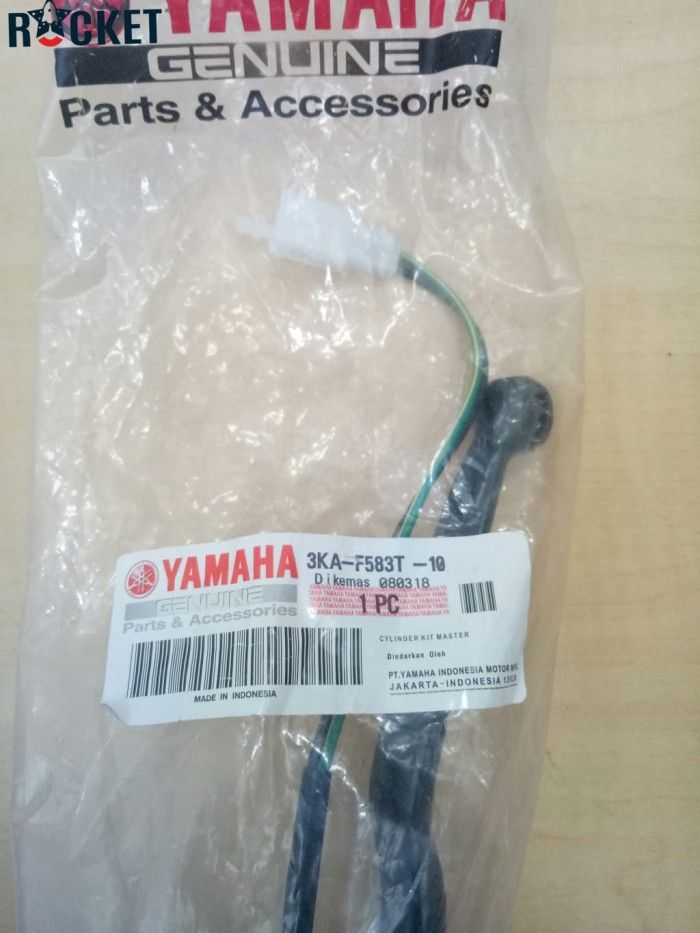 ROCKET
YAMAHA
GENUINE
Parts & Accessories
YAMAHA
GENUINE
Parts & Accessories
3KA-F583T -10
Dikemas 080318
1 PC
CYLINDER KIT MASTER
Disdarkan Oleh
PT.YAMAHA INDONESIA MOTOR
JAKARTA-INDONESIA
MADE IN INDONESIA